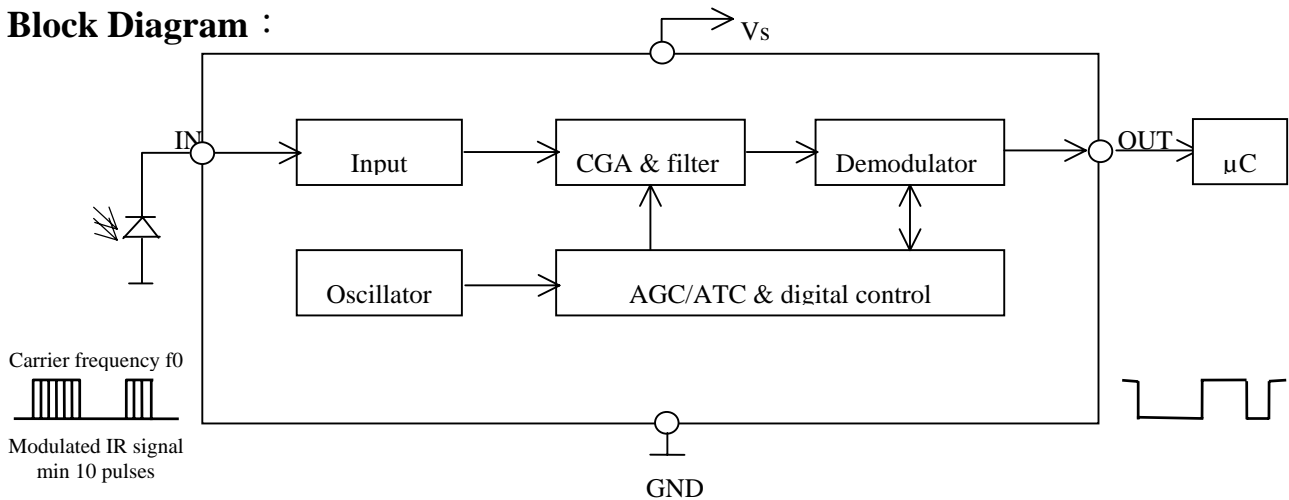 Block Diagram：
Vs
IN
Input
CGA & filter
Demodulator
OUT
µC
Oscillator
AGC/ATC & digital control
Carrier frequency f0
Modulated IR signal
min 10 pulses
GND